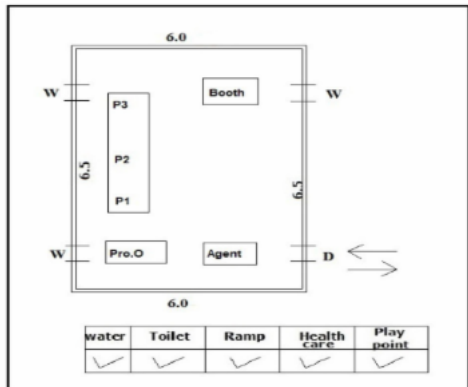 6.0
W
Booth
W
P3
P2
6.5
6.5
P1
W
Pro.O
Agent
D
6.0
water Toilet Ramp Health care Play point